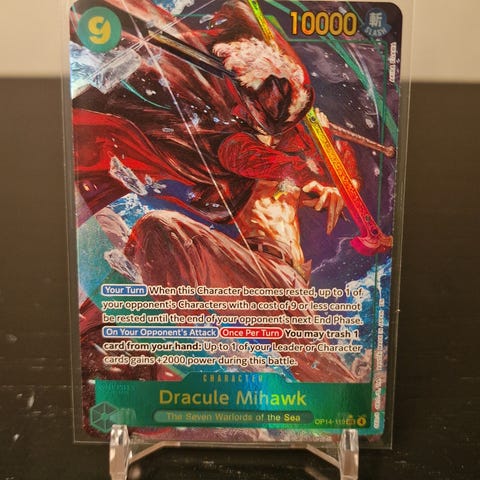 9
10000
斬
SLASH
Your Turn When this Character becomes rested, up to 1 of
your opponent's Characters with a cost of 9 or less cannot
be rested until the end of your opponent's next End Phase.
On Your Opponent's Attack Once Per Turn You may trash 1
card from your hand: Up to 1 of your Leader or Character
cards gains +2000 power during this battle.
CHARACTER
Dracule Mihawk
The Seven Warlords of the Sea
OP14-119